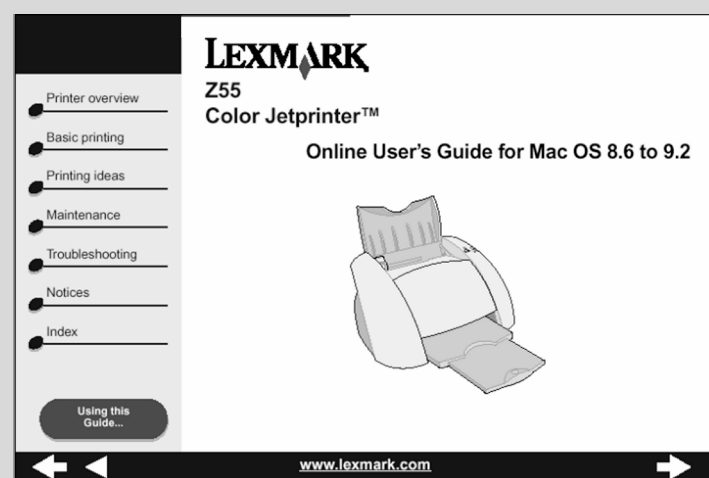 LEXMARK
Z55
Color Jetprinter™
Online User's Guide for Mac OS 8.6 to 9.2
Printer overview
Basic printing
Printing ideas
Maintenance
Troubleshooting
Notices
Index
Using this
Guide...
www.lexmark.com